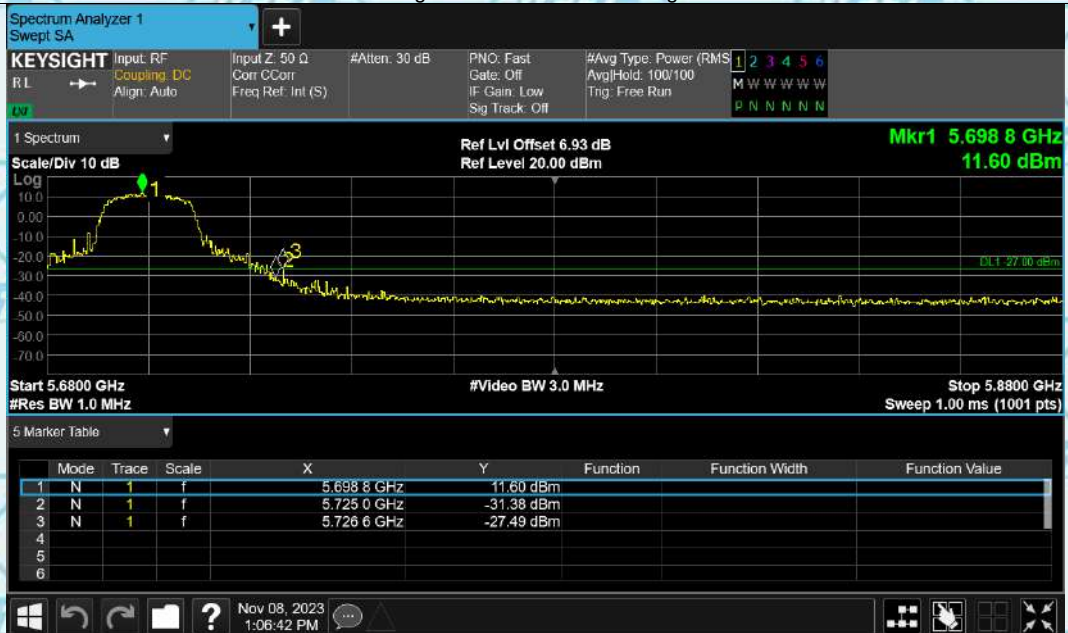 Spectrum Analyzer 1
Swept SA
+
KEYSIGHT Input: RF Input Z: 50 Ω #Atten: 30 dB PNO: Fast #Avg Type: Power (RMS 1 2 3 4 5 6
RL Coupling: DC Corr CCorr Gate: Off Avg|Hold: 100/100 M W W W W W
Align: Auto Freq Ref: Int (S) IF Gain: Low Trig: Free Run
Sig Track: Off P N N N N N
LXI
1 Spectrum Ref Lvl Offset 6.93 dB Mkr1 5.698 8 GHz
Scale/Div 10 dB Ref Level 20.00 dBm 11.60 dBm
Log
1
10.0
0.00
-10.0
3
2
-20.0
DL1 -27.00 dBm
-30.0
-40.0
-50.0
-60.0
-70.0
Start 5.6800 GHz #Video BW 3.0 MHz Stop 5.8800 GHz
#Res BW 1.0 MHz Sweep 1.00 ms (1001 pts)
5 Marker Table
Mode Trace Scale X Y Function Function Width Function Value
1 N 1 f 5.698 8 GHz 11.60 dBm
2 N 1 f 5.725 0 GHz -31.38 dBm
3 N 1 f 5.726 6 GHz -27.49 dBm
4
5
6
? Nov 08, 2023
1:06:42 PM